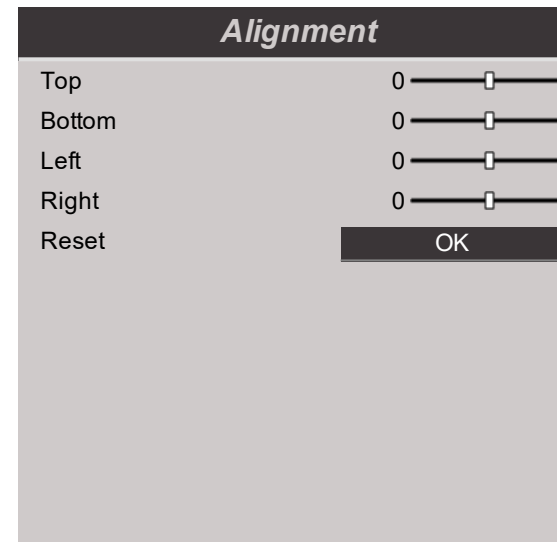 Alignment
Top 0
Bottom 0
Left 0
Right 0
Reset OK